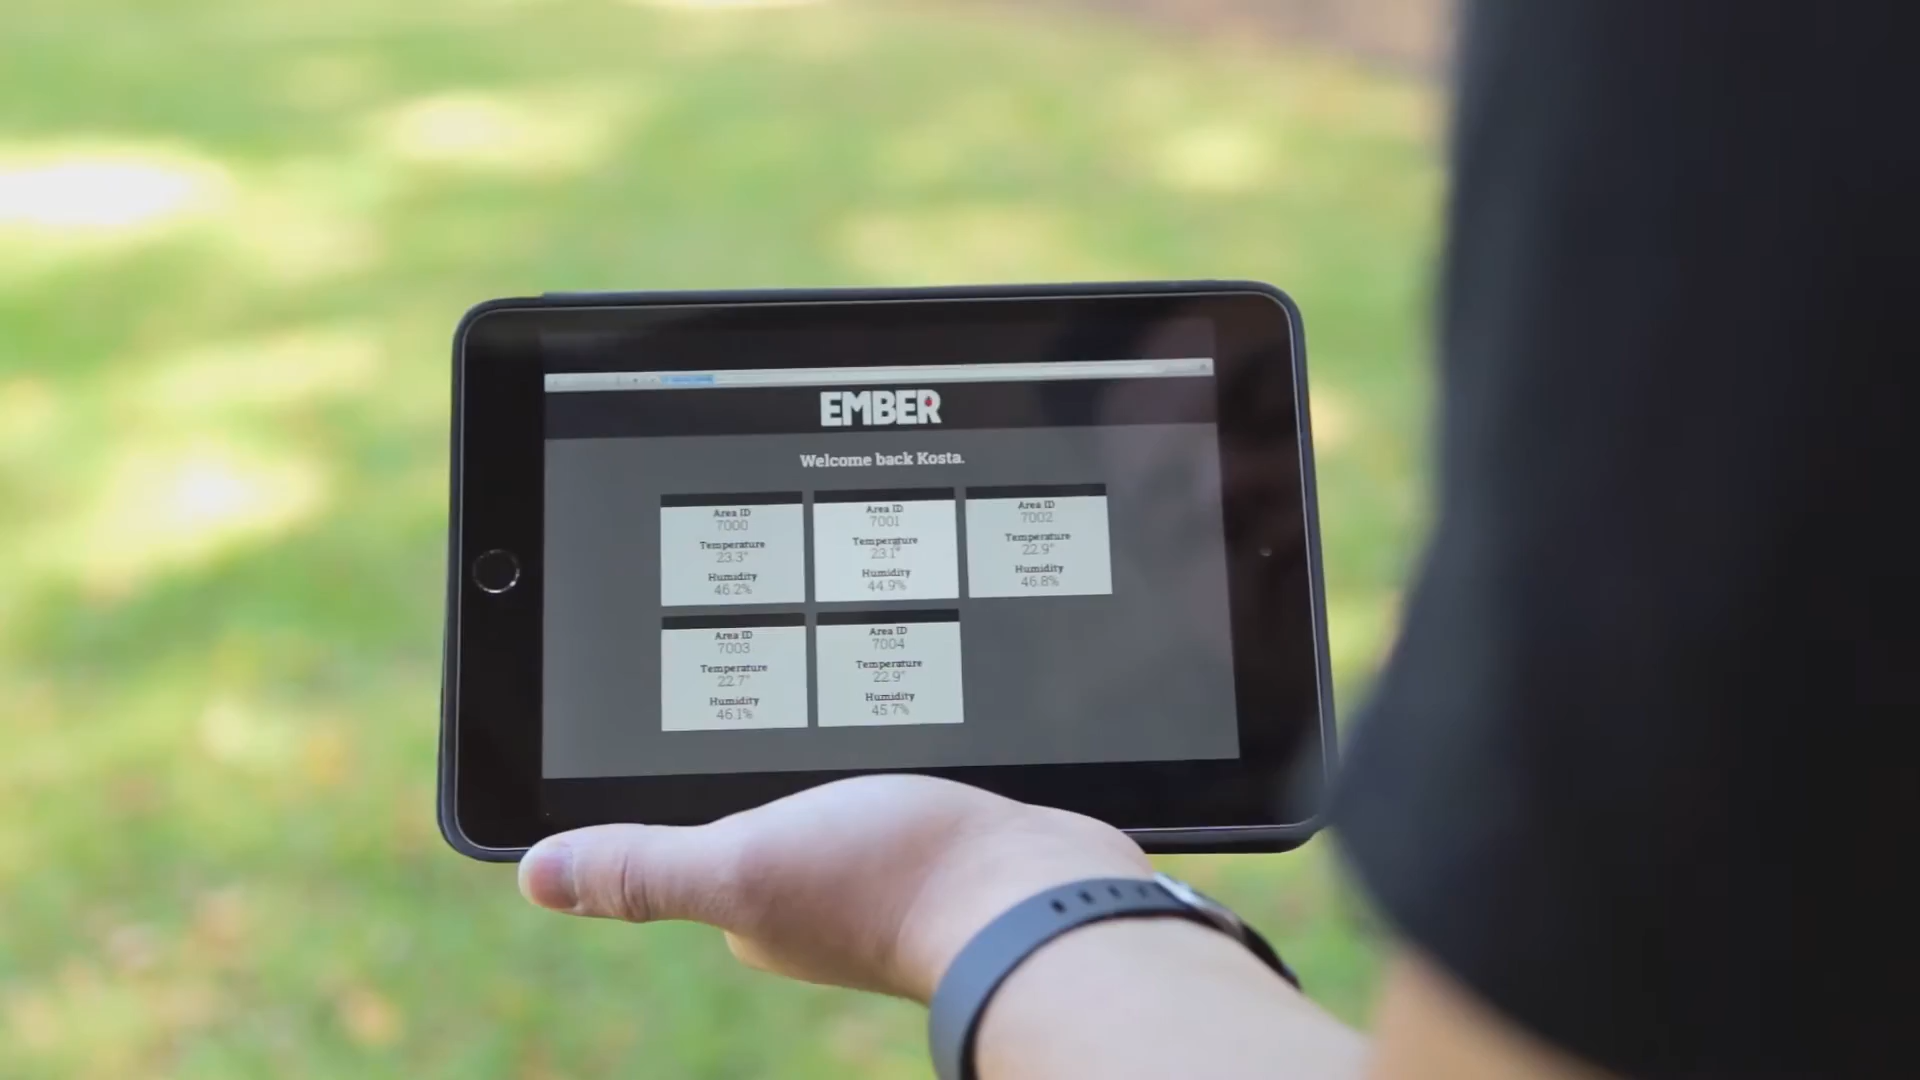 EMBER
Welcome back Kosta.
Area ID
7000
Temperature
23.3°
Humidity
46.2%
Area ID
7001
Temperature
23.1°
Humidity
44.9%
Area ID
7002
Temperature
22.9°
Humidity
46.8%
Area ID
7003
Temperature
22.7°
Humidity
46.1%
Area ID
7004
Temperature
22.9°
Humidity
45.7%